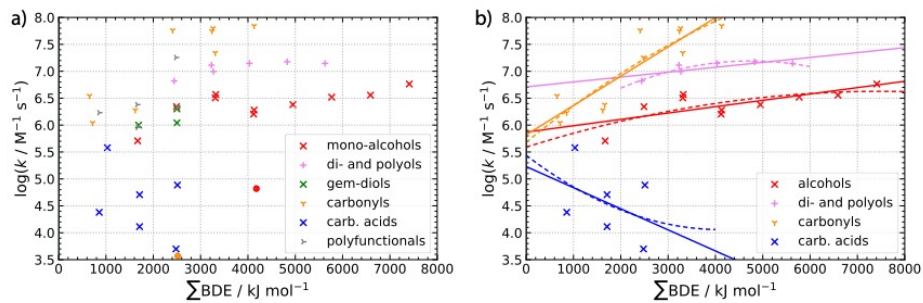 a)
8.0
7.5
7.0
6.5
6.0
5.5
5.0
4.5
4.0
3.5
log(k / M⁻¹ s⁻¹)
0 1000 2000 3000 4000 5000 6000 7000 8000
∑BDE / kJ mol⁻¹
mono-alcohols
di- and polyols
gem-diols
carbonyls
carb. acids
polyfunctionals
b)
8.0
7.5
7.0
6.5
6.0
5.5
5.0
4.5
4.0
3.5
log(k / M⁻¹ s⁻¹)
0 1000 2000 3000 4000 5000 6000 7000 8000
∑BDE / kJ mol⁻¹
alcohols
di- and polyols
carbonyls
carb. acids